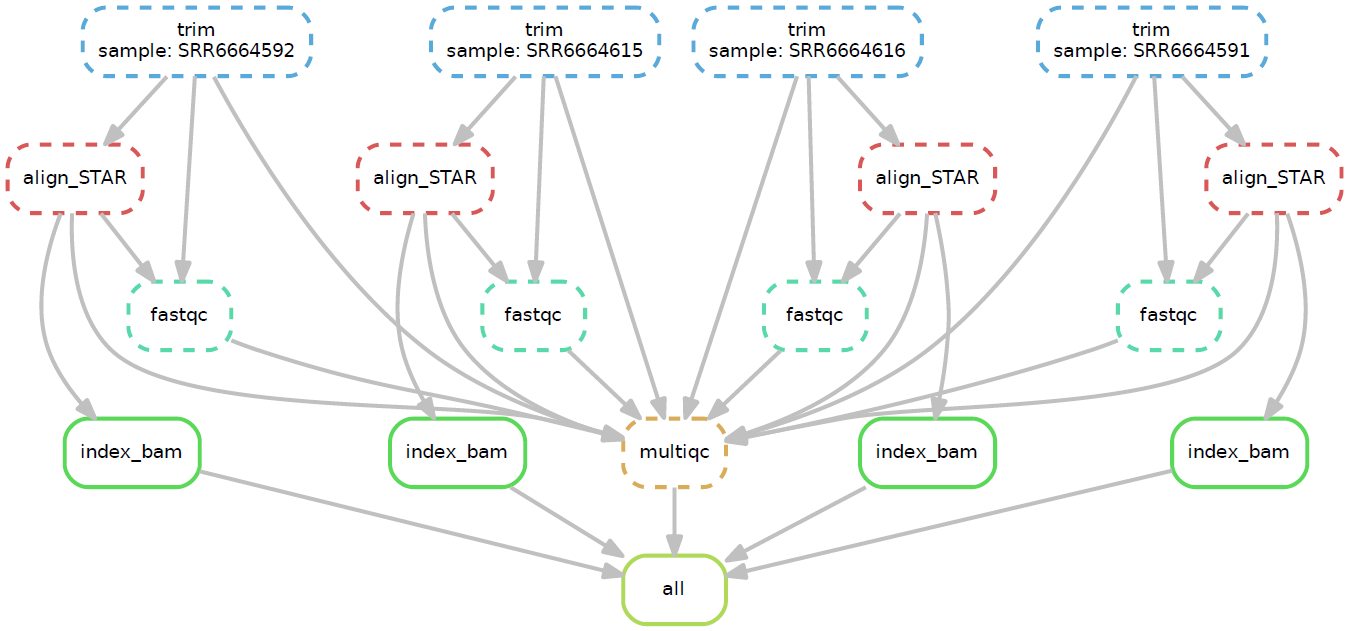 trim
sample: SRR6664592
trim
sample: SRR6664615
trim
sample: SRR6664616
trim
sample: SRR6664591
align_STAR
align_STAR
align_STAR
align_STAR
fastqc
fastqc
fastqc
fastqc
index_bam
index_bam
multiqc
index_bam
index_bam
all